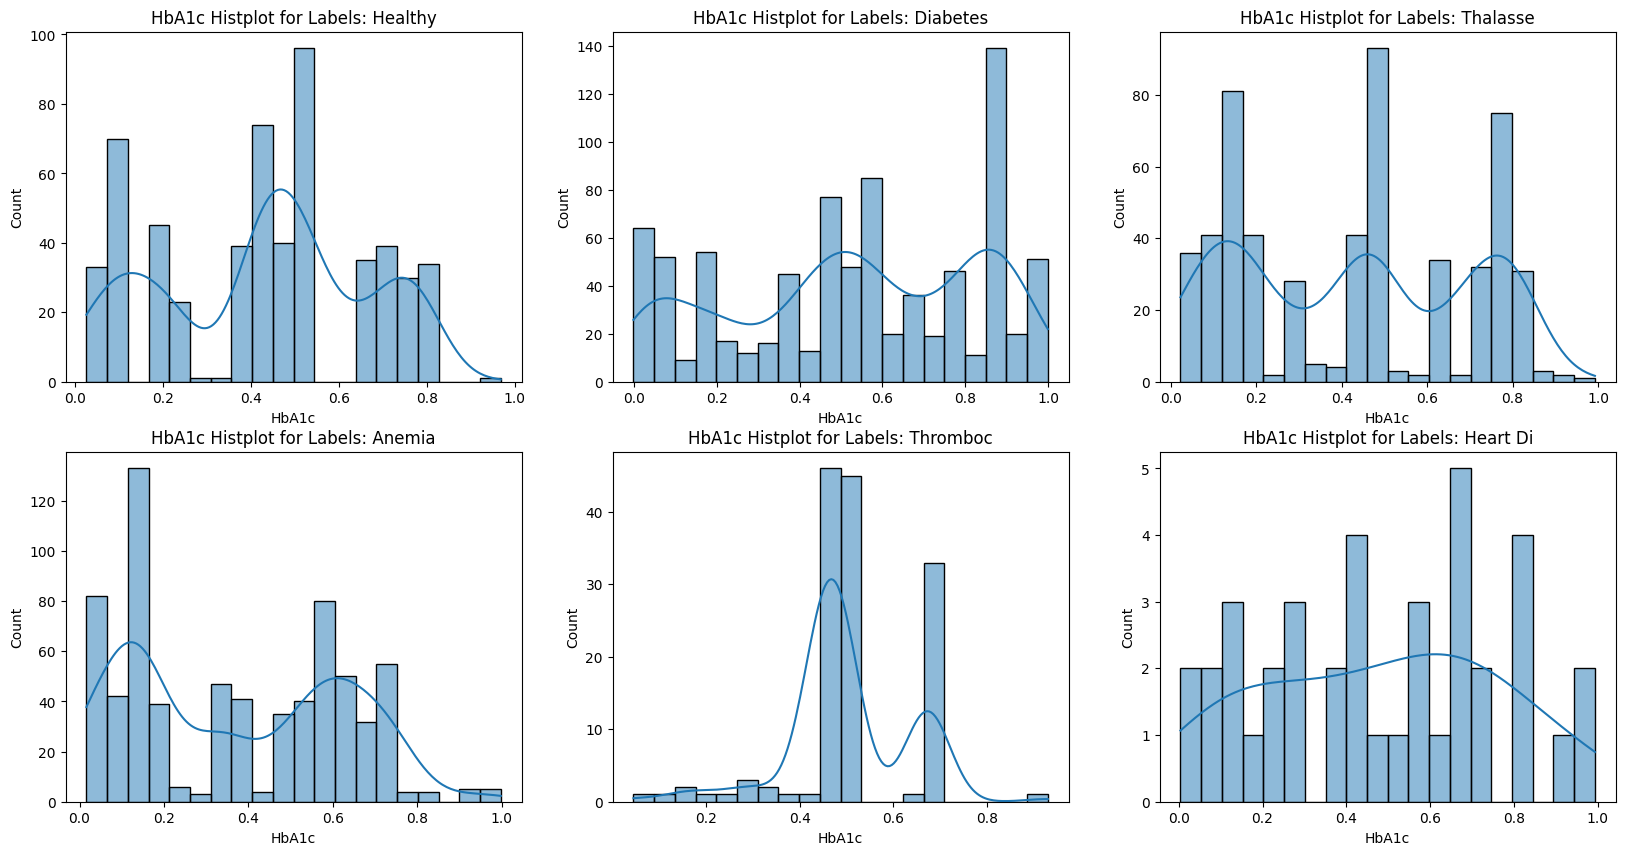 HbA1c Histplot for Labels: Healthy
100
80
60
40
20
0
Count
0.0 0.2 0.4 0.6 0.8 1.0
HbA1c
HbA1c Histplot for Labels: Diabetes
140
120
100
80
60
40
20
0
Count
0.0 0.2 0.4 0.6 0.8 1.0
HbA1c
HbA1c Histplot for Labels: Thalasse
80
60
40
20
0
Count
0.0 0.2 0.4 0.6 0.8 1.0
HbA1c
HbA1c Histplot for Labels: Anemia
120
100
80
60
40
20
0
Count
0.0 0.2 0.4 0.6 0.8 1.0
HbA1c
HbA1c Histplot for Labels: Thromboc
40
30
20
10
0
Count
0.2 0.4 0.6 0.8
HbA1c
HbA1c Histplot for Labels: Heart Di
5
4
3
2
1
0
Count
0.0 0.2 0.4 0.6 0.8 1.0
HbA1c